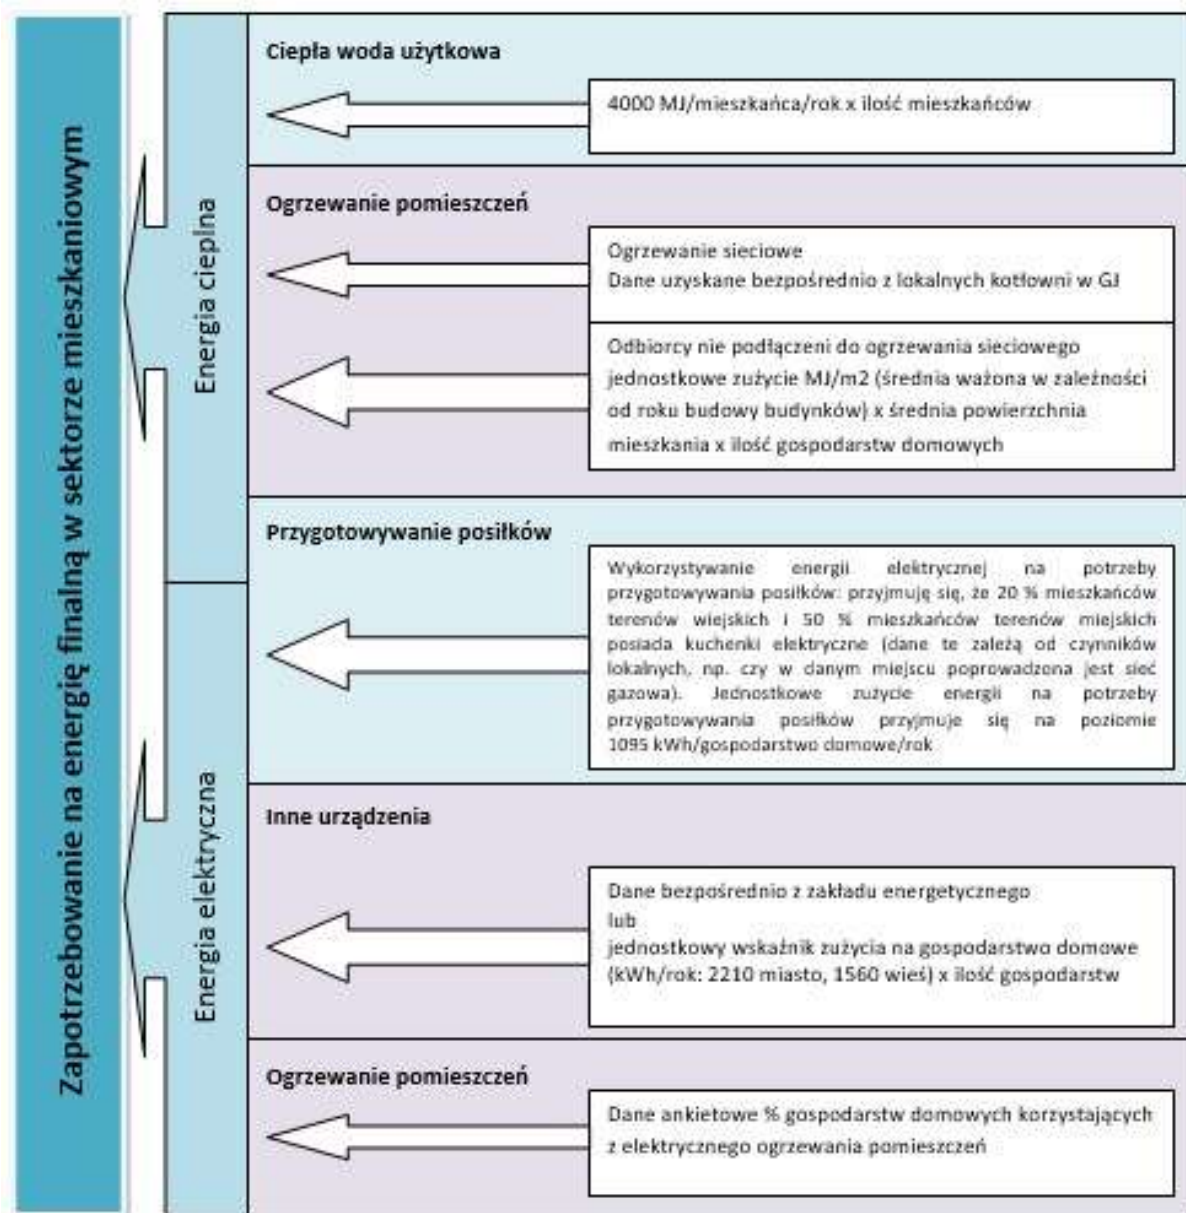 Zapotrzebowanie na energię finalną w sektorze mieszkaniowym
Energia cieplna
Ciepła woda użytkowa
4000 MJ/mieszkańca/rok x ilość mieszkańców
Ogrzewanie pomieszczeń
Ogrzewanie sieciowe
Dane uzyskane bezpośrednio z lokalnych kotłowni w GJ
Odbiorcy nie podłączeni do ogrzewania sieciowego
jednostkowe zużycie MJ/m2 (średnia ważona w zależności
od roku budowy budynków) x średnia powierzchnia
mieszkania x ilość gospodarstw domowych
Przygotowywanie posiłków
Wykorzystywanie energii elektrycznej na potrzeby
przygotowywania posiłków: przyjmuję się, że 20 % mieszkańców
terenów wiejskich i 50 % mieszkańców terenów miejskich
posiada kuchenki elektryczne (dane te zależą od czynników
lokalnych, np. czy w danym miejscu poprowadzona jest sieć
gazowa). Jednostkowe zużycie energii na potrzeby
przygotowywania posiłków przyjmuje się na poziomie
1095 kWh/gospodarstwo domowe/rok
Energia elektryczna
Inne urządzenia
Dane bezpośrednio z zakładu energetycznego
lub
jednostkowy wskaźnik zużycia na gospodarstwo domowe
(kWh/rok: 2210 miasto, 1560 wieś) x ilość gospodarstw
Ogrzewanie pomieszczeń
Dane ankietowe % gospodarstw domowych korzystających
z elektrycznego ogrzewania pomieszczeń